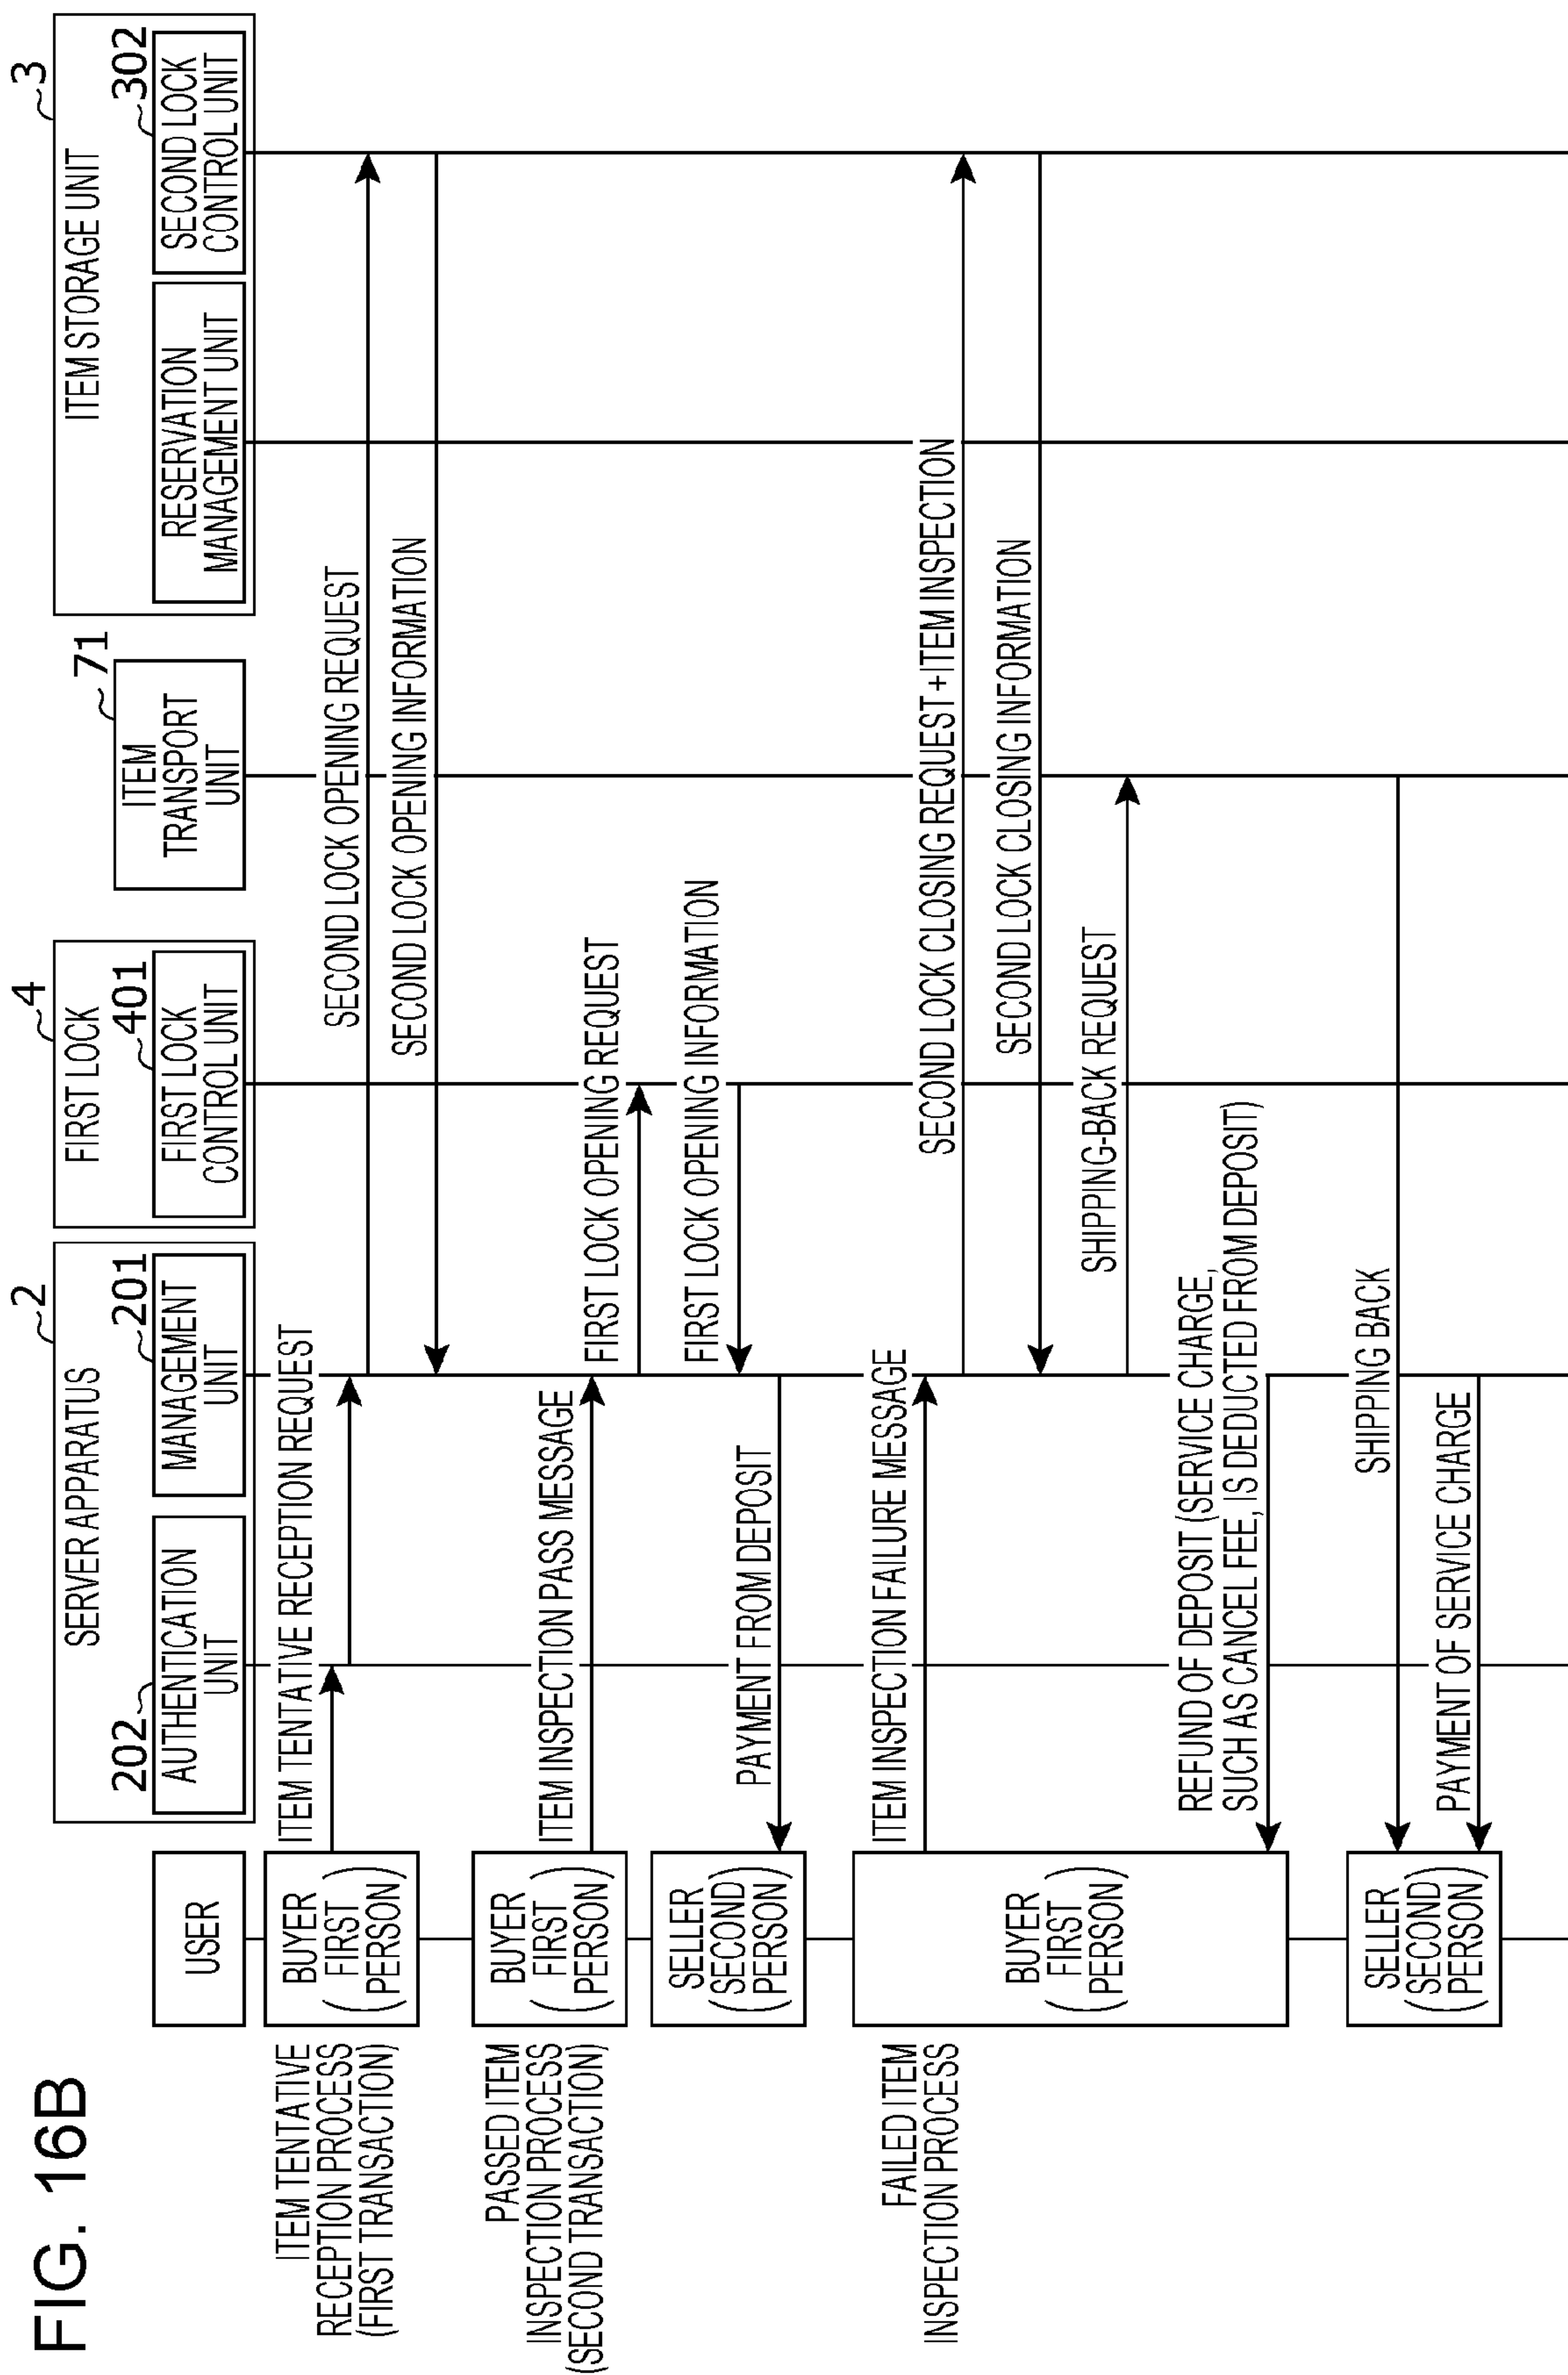 FIG. 16B
2
SERVER APPARATUS
202
AUTHENTICATION
UNIT
201
MANAGEMENT
UNIT
4
FIRST LOCK
401
FIRST LOCK
CONTROL UNIT
71
ITEM
TRANSPORT
UNIT
3
ITEM STORAGE UNIT
RESERVATION
MANAGEMENT UNIT
302
SECOND LOCK
CONTROL UNIT
USER
ITEM TENTATIVE
RECEPTION PROCESS
(FIRST TRANSACTION)
BUYER
(FIRST
PERSON)
ITEM TENTATIVE RECEPTION REQUEST
SECOND LOCK OPENING REQUEST
SECOND LOCK OPENING INFORMATION
PASSED ITEM
INSPECTION PROCESS
(SECOND TRANSACTION)
BUYER
(FIRST
PERSON)
ITEM INSPECTION PASS MESSAGE
FIRST LOCK OPENING REQUEST
FIRST LOCK OPENING INFORMATION
SELLER
(SECOND
PERSON)
PAYMENT FROM DEPOSIT
FAILED ITEM
INSPECTION PROCESS
BUYER
(FIRST
PERSON)
ITEM INSPECTION FAILURE MESSAGE
SECOND LOCK CLOSING REQUEST + ITEM INSPECTION
SECOND LOCK CLOSING INFORMATION
SHIPPING-BACK REQUEST
REFUND OF DEPOSIT (SERVICE CHARGE,
SUCH AS CANCEL FEE, IS DEDUCTED FROM DEPOSIT)
SELLER
(SECOND
PERSON)
SHIPPING BACK
PAYMENT OF SERVICE CHARGE